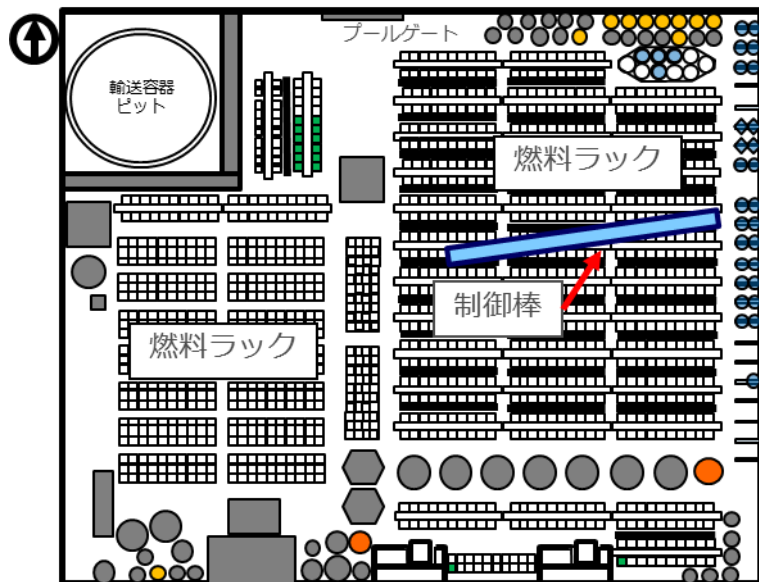 プールゲート
輸送容器
ピット
燃料ラック
制御棒
燃料ラック